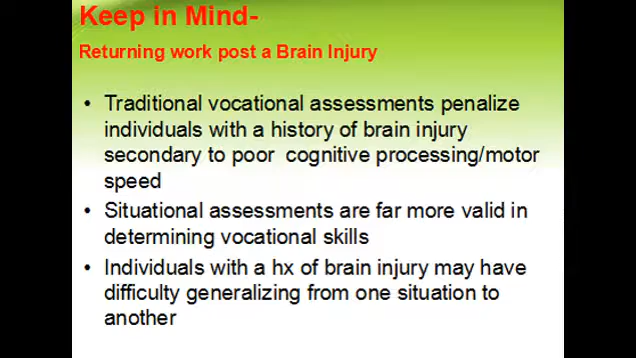 Keep in Mind-
Returning work post a Brain Injury
• Traditional vocational assessments penalize
individuals with a history of brain injury
secondary to poor cognitive processing/motor
speed
• Situational assessments are far more valid in
determining vocational skills
• Individuals with a hx of brain injury may have
difficulty generalizing from one situation to
another